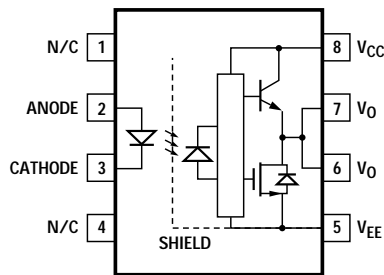 N/C 1
ANODE 2
CATHODE 3
N/C 4
SHIELD
8 VCC
7 VO
6 VO
5 VEE